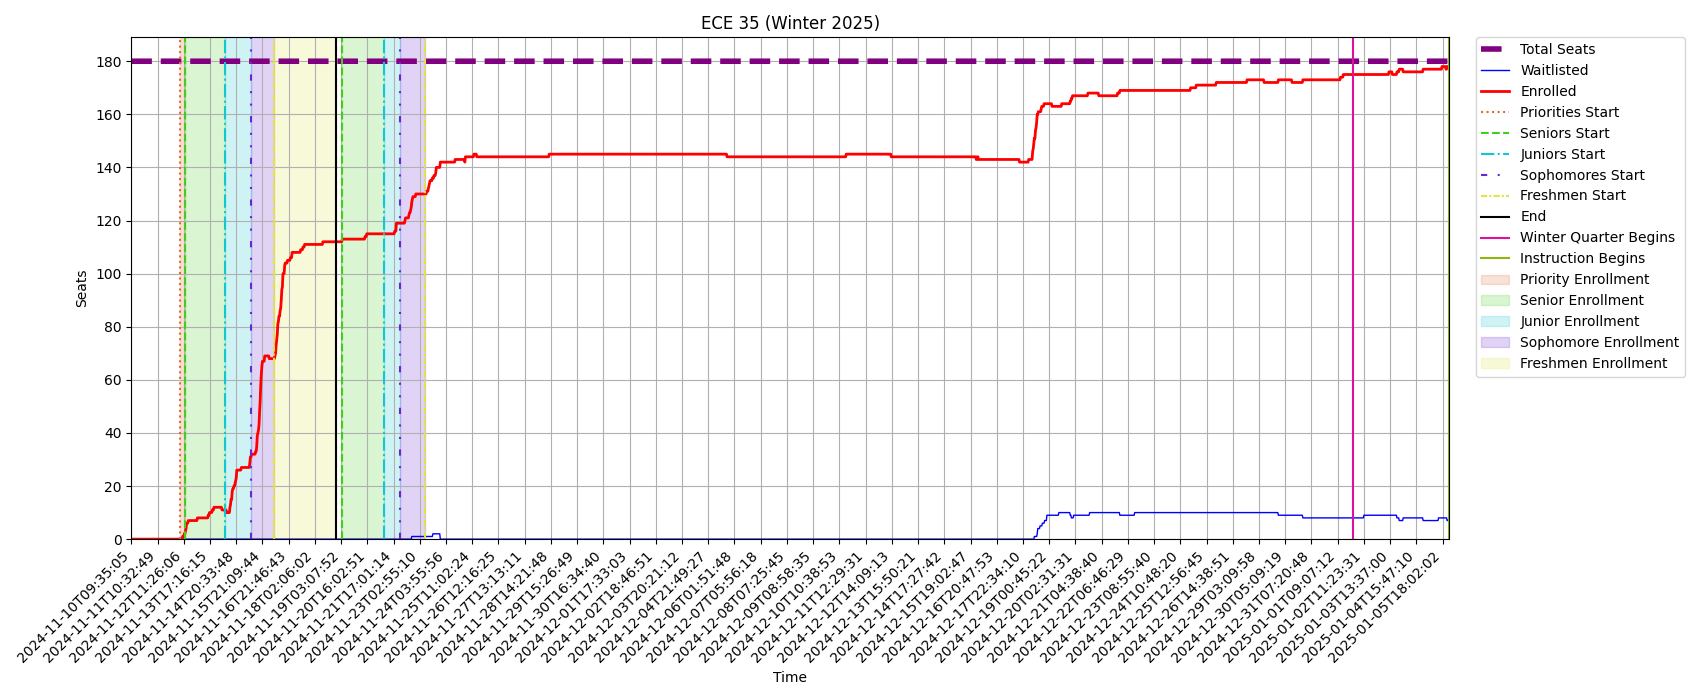 ECE 35 (Winter 2025)
Total Seats
Waitlisted
Enrolled
Priorities Start
Seniors Start
Juniors Start
Sophomores Start
Freshmen Start
End
Winter Quarter Begins
Instruction Begins
Priority Enrollment
Senior Enrollment
Junior Enrollment
Sophomore Enrollment
Freshmen Enrollment
Seats
180
160
140
120
100
80
60
40
20
0
2024-11-10T09:35:05
2024-11-11T10:32:49
2024-11-12T11:26:06
2024-11-13T17:16:15
2024-11-14T20:33:48
2024-11-15T21:09:44
2024-11-16T21:46:43
2024-11-18T02:06:02
2024-11-19T03:07:52
2024-11-20T16:02:51
2024-11-21T17:01:14
2024-11-23T02:55:10
2024-11-24T03:55:56
2024-11-25T11:02:24
2024-11-26T12:16:25
2024-11-27T13:13:11
2024-11-28T14:21:48
2024-11-29T15:26:49
2024-11-30T16:34:40
2024-12-01T17:33:03
2024-12-02T18:46:51
2024-12-03T20:21:12
2024-12-04T21:49:27
2024-12-06T01:51:48
2024-12-07T05:56:18
2024-12-08T07:25:45
2024-12-09T08:58:35
2024-12-10T10:38:53
2024-12-11T12:29:31
2024-12-12T14:09:13
2024-12-13T15:50:21
2024-12-14T17:27:42
2024-12-15T19:02:47
2024-12-16T20:47:53
2024-12-17T22:34:10
2024-12-19T00:45:22
2024-12-20T02:31:31
2024-12-21T04:38:40
2024-12-22T06:46:29
2024-12-23T08:55:40
2024-12-24T10:48:20
2024-12-25T12:56:45
2024-12-26T14:38:51
2024-12-29T03:09:58
2024-12-30T05:09:19
2024-12-31T07:20:48
2025-01-01T09:07:12
2025-01-02T11:23:31
2025-01-03T13:37:00
2025-01-04T15:47:10
2025-01-05T18:02:02
Time